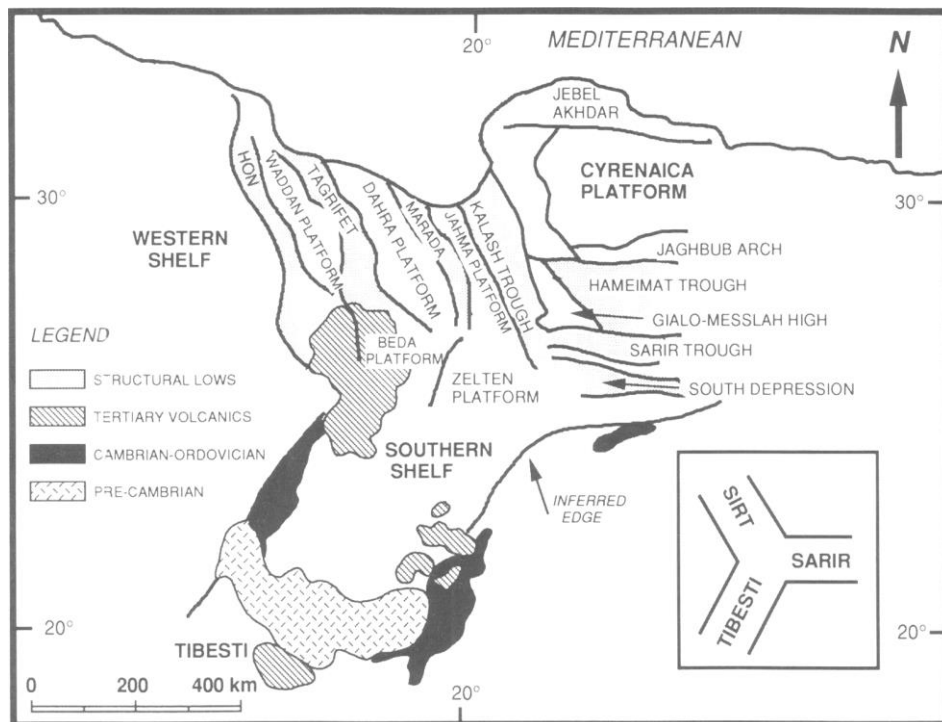 20°
MEDITERRANEAN
N
JEBEL
AKHDAR
CYRENAICA
PLATFORM
30°
30°
HON
WADDAN PLATFORM
TAGRIFET
DAHRA PLATFORM
MARADA
JAHMA PLATFORM
KALASH TROUGH
WESTERN
SHELF
JAGHBUB ARCH
HAMEIMAT TROUGH
GIALO-MESSLAH HIGH
SARIR TROUGH
SOUTH DEPRESSION
BEDA
PLATFORM
ZELTEN
PLATFORM
LEGEND
STRUCTURAL LOWS
TERTIARY VOLCANICS
CAMBRIAN-ORDOVICIAN
PRE-CAMBRIAN
SOUTHERN
SHELF
INFERRED
EDGE
SIRT
SARIR
TIBESTI
20°
20°
TIBESTI
0 200 400 km
20°